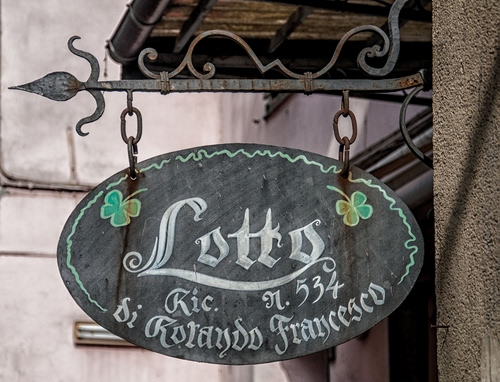 Lotto
Ric. n. 534
di Rolando Francesco